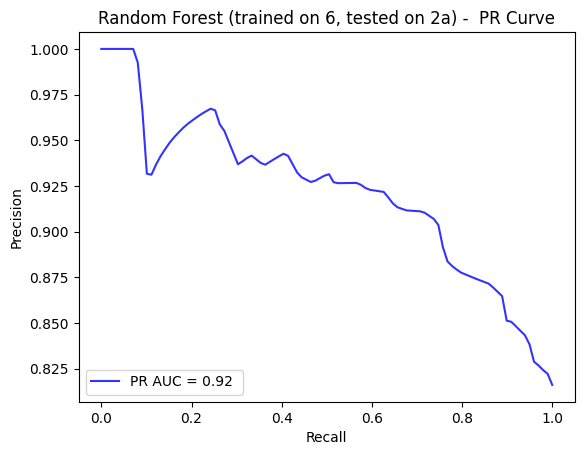 Random Forest (trained on 6, tested on 2a) -  PR Curve
1.000
0.975
0.950
0.925
0.900
0.875
0.850
0.825
Precision
PR AUC = 0.92
0.0 0.2 0.4 0.6 0.8 1.0
Recall